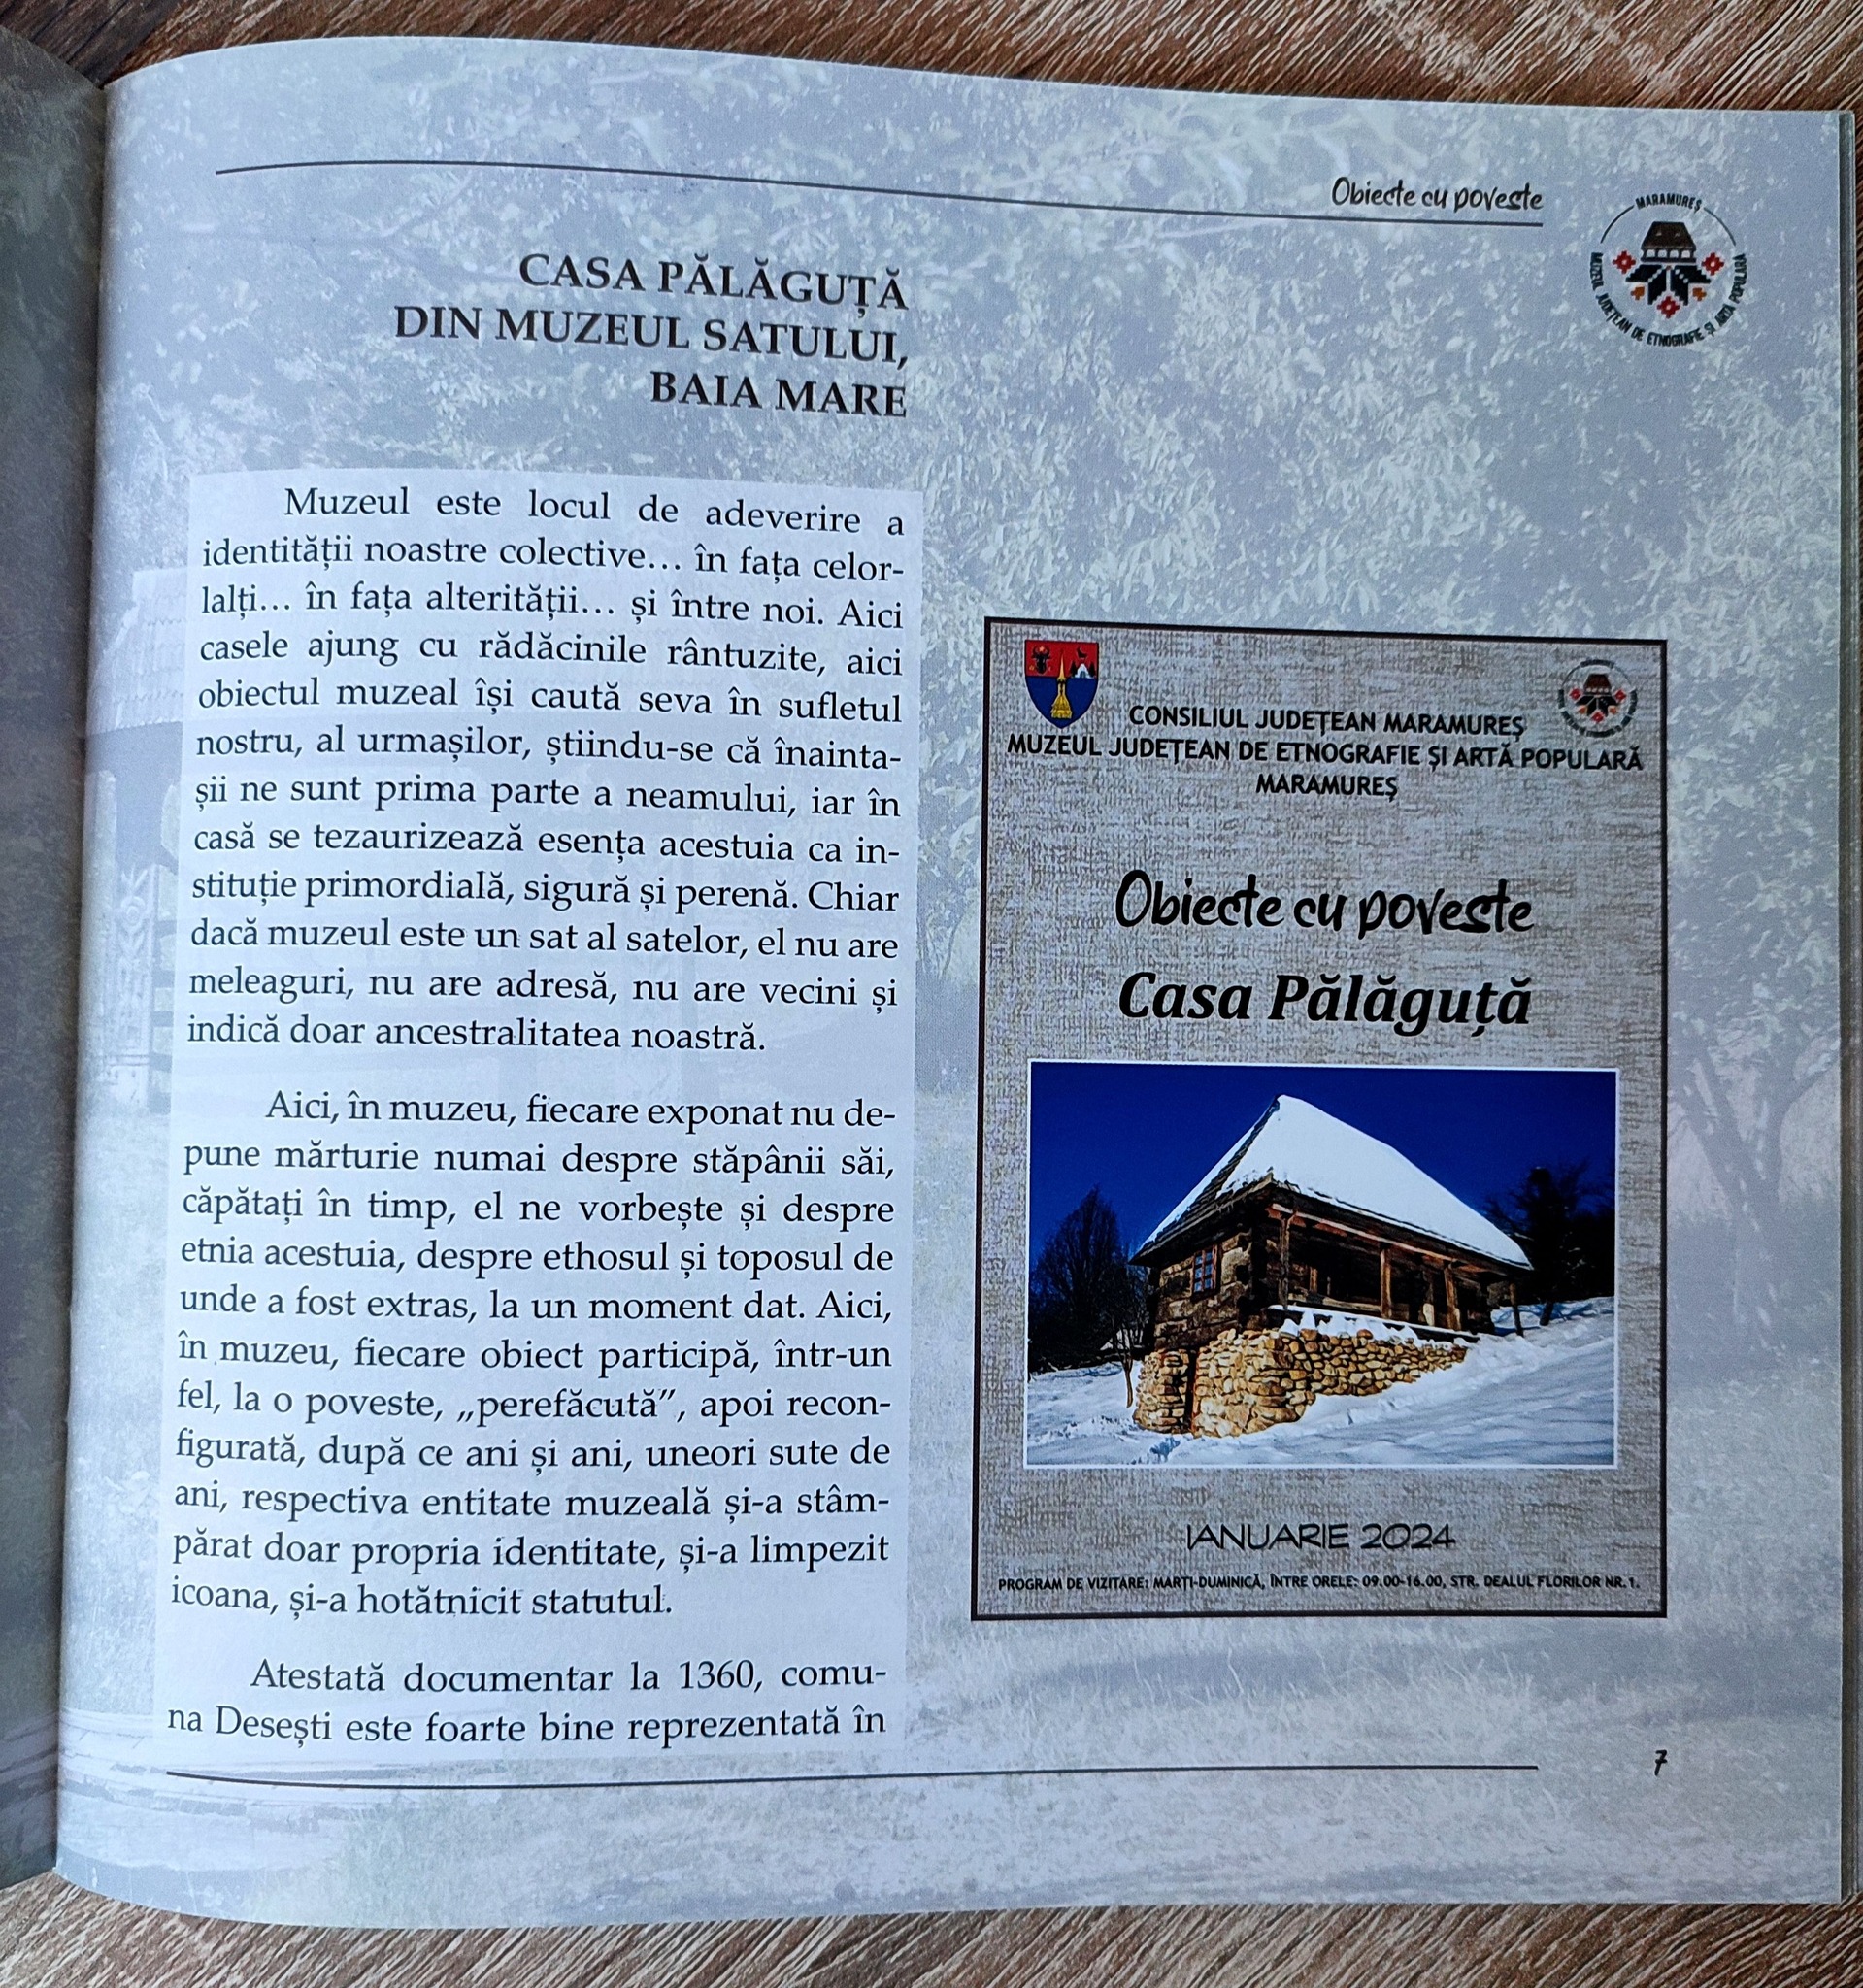 Obiecte cu poveste
MARAMUREȘ
MUZEUL JUDEȚEAN DE ETNOGRAFIE ȘI ARTĂ POPULARĂ
CASA PĂLĂGUȚĂ
DIN MUZEUL SATULUI,
BAIA MARE
Muzeul este locul de adeverire a
identității noastre colective… în fața celor-
lalți… în fața alterității… și între noi. Aici
casele ajung cu rădăcinile rântuzite, aici
obiectul muzeal își caută seva în sufletul
nostru, al urmașilor, știindu-se că înainta-
șii ne sunt prima parte a neamului, iar în
casă se tezaurizează esența acestuia ca in-
stituție primordială, sigură și perenă. Chiar
dacă muzeul este un sat al satelor, el nu are
meleaguri, nu are adresă, nu are vecini și
indică doar ancestralitatea noastră.
Aici, în muzeu, fiecare exponat nu de-
pune mărturie numai despre stăpânii săi,
căpătați în timp, el ne vorbește și despre
etnia acestuia, despre ethosul și toposul de
unde a fost extras, la un moment dat. Aici,
în muzeu, fiecare obiect participă, într-un
fel, la o poveste, „perefăcută”, apoi recon-
figurată, după ce ani și ani, uneori sute de
ani, respectiva entitate muzeală și-a stâm-
părat doar propria identitate, și-a limpezit
icoana, și-a hotătnicit statutul.
Atestată documentar la 1360, comu-
na Desești este foarte bine reprezentată în
CONSILIUL JUDEȚEAN MARAMUREȘ
MUZEUL JUDEȚEAN DE ETNOGRAFIE ȘI ARTĂ POPULARĂ
MARAMUREȘ
Obiecte cu poveste
Casa Pălăguță
IANUARIE 2024
PROGRAM DE VIZITARE: MARȚI-DUMINICĂ, ÎNTRE ORELE: 09.00-16.00, STR. DEALUL FLORILOR NR.1.
7